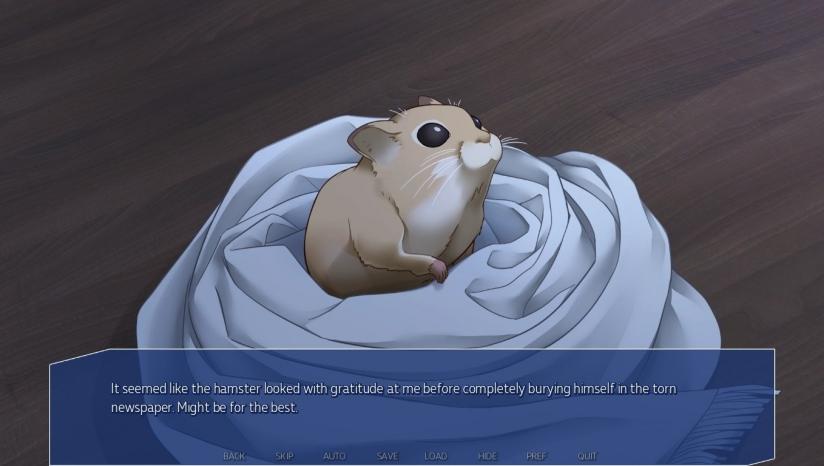 It seemed like the hamster looked with gratitude at me before completely burying himself in the torn
newspaper. Might be for the best.
BACK SKIP AUTO SAVE LOAD HIDE PREF QUIT